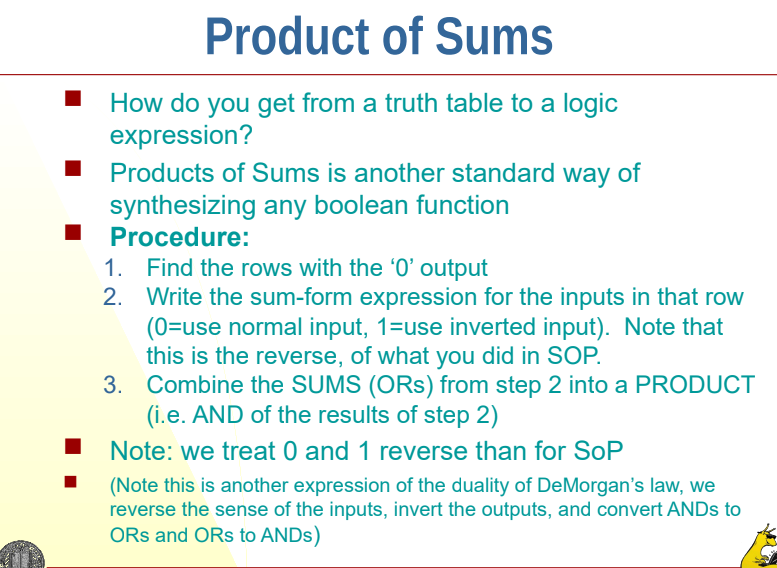 Product of Sums
How do you get from a truth table to a logic
expression?
Products of Sums is another standard way of
synthesizing any boolean function
Procedure:
1. Find the rows with the ‘0’ output
2. Write the sum-form expression for the inputs in that row
(0=use normal input, 1=use inverted input).  Note that
this is the reverse, of what you did in SOP.
3. Combine the SUMS (ORs) from step 2 into a PRODUCT
(i.e. AND of the results of step 2)
Note: we treat 0 and 1 reverse than for SoP
(Note this is another expression of the duality of DeMorgan’s law, we
reverse the sense of the inputs, invert the outputs, and convert ANDs to
ORs and ORs to ANDs)